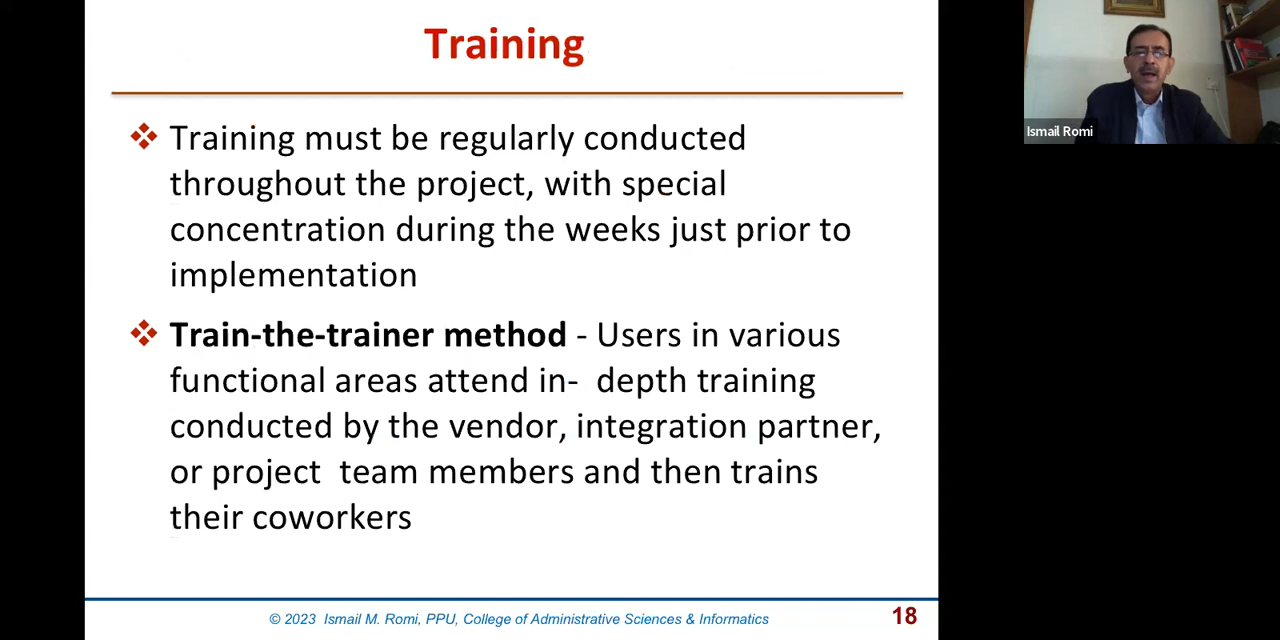 Training
Training must be regularly conducted
throughout the project, with special
concentration during the weeks just prior to
implementation
Train-the-trainer method - Users in various
functional areas attend in-  depth training
conducted by the vendor, integration partner,
or project  team members and then trains
their coworkers
© 2023  Ismail M. Romi, PPU, College of Administrative Sciences & Informatics
18
Ismail Romi